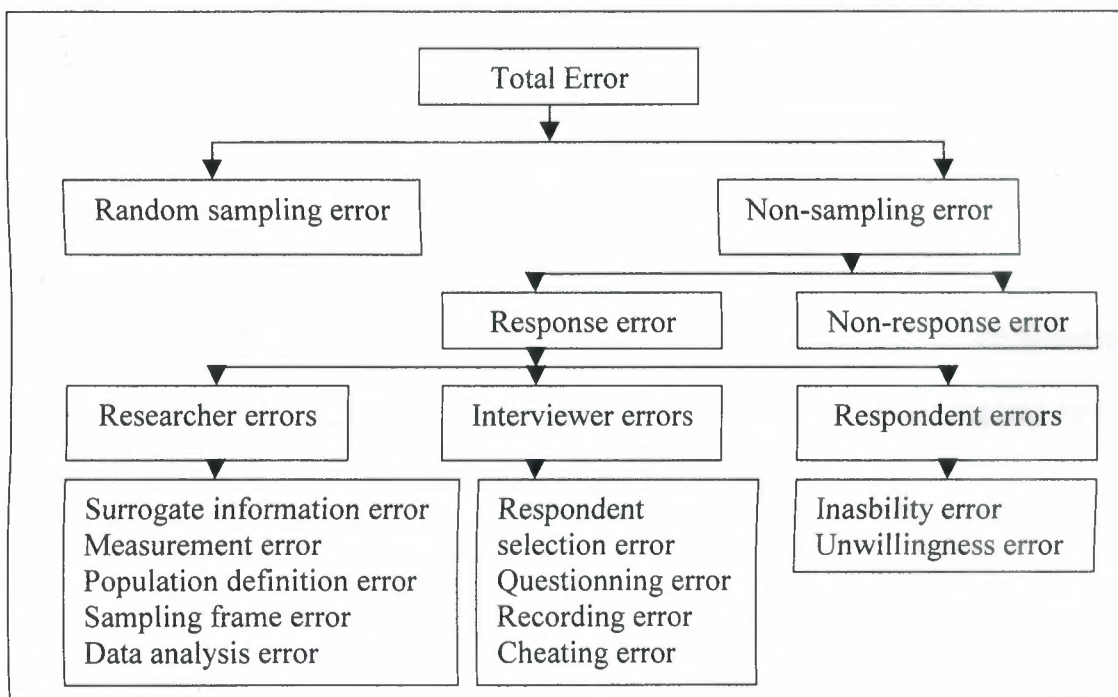 Total Error
Random sampling error
Non-sampling error
Response error
Non-response error
Researcher errors
Interviewer errors
Respondent errors
Surrogate information error
Measurement error
Population definition error
Sampling frame error
Data analysis error
Respondent
selection error
Questionning error
Recording error
Cheating error
Inasbility error
Unwillingness error